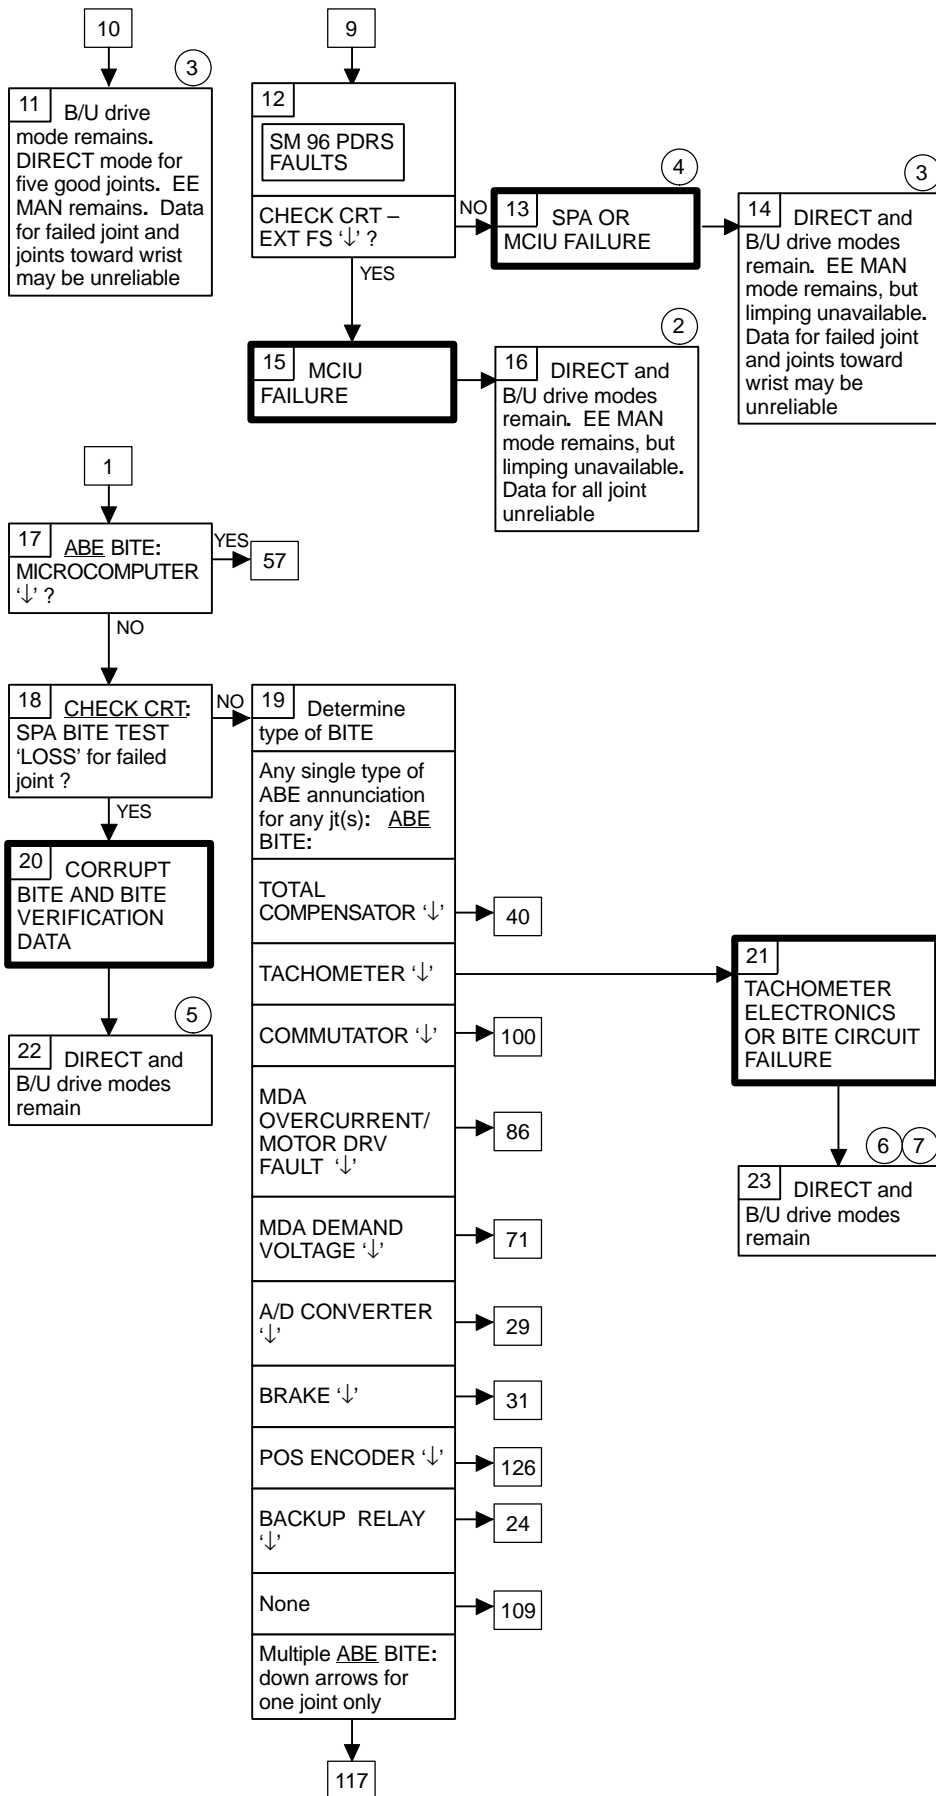 10
3
11 B/U drive
mode remains.
DIRECT mode for
five good joints. EE
MAN remains. Data
for failed joint and
joints toward wrist
may be unreliable
9
12
SM 96 PDRS
FAULTS
CHECK CRT –
EXT FS ‘↓’ ?
NO
YES
4
13 SPA OR
MCIU FAILURE
3
14 DIRECT and
B/U drive modes
remain. EE MAN
mode remains, but
limping unavailable.
Data for failed joint
and joints toward
wrist may be
unreliable
15 MCIU
FAILURE
2
16 DIRECT and
B/U drive modes
remain. EE MAN
mode remains, but
limping unavailable.
Data for all joint
unreliable
1
17 ABE BITE:
MICROCOMPUTER
‘↓’ ?
YES
57
NO
18 CHECK CRT:
SPA BITE TEST
‘LOSS’ for failed
joint ?
NO
YES
20 CORRUPT
BITE AND BITE
VERIFICATION
DATA
5
22 DIRECT and
B/U drive modes
remain
19 Determine
type of BITE
Any single type of
ABE annunciation
for any jt(s): ABE
BITE:
TOTAL
COMPENSATOR ‘↓’
40
TACHOMETER ‘↓’
21
TACHOMETER
ELECTRONICS
OR BITE CIRCUIT
FAILURE
6 7
23 DIRECT and
B/U drive modes
remain
COMMUTATOR ‘↓’
100
MDA
OVERCURRENT/
MOTOR DRV
FAULT ‘↓’
86
MDA DEMAND
VOLTAGE ‘↓’
71
A/D CONVERTER
‘↓’
29
BRAKE ‘↓’
31
POS ENCODER ‘↓’
126
BACKUP RELAY
‘↓’
24
None
109
Multiple ABE BITE:
down arrows for
one joint only
117